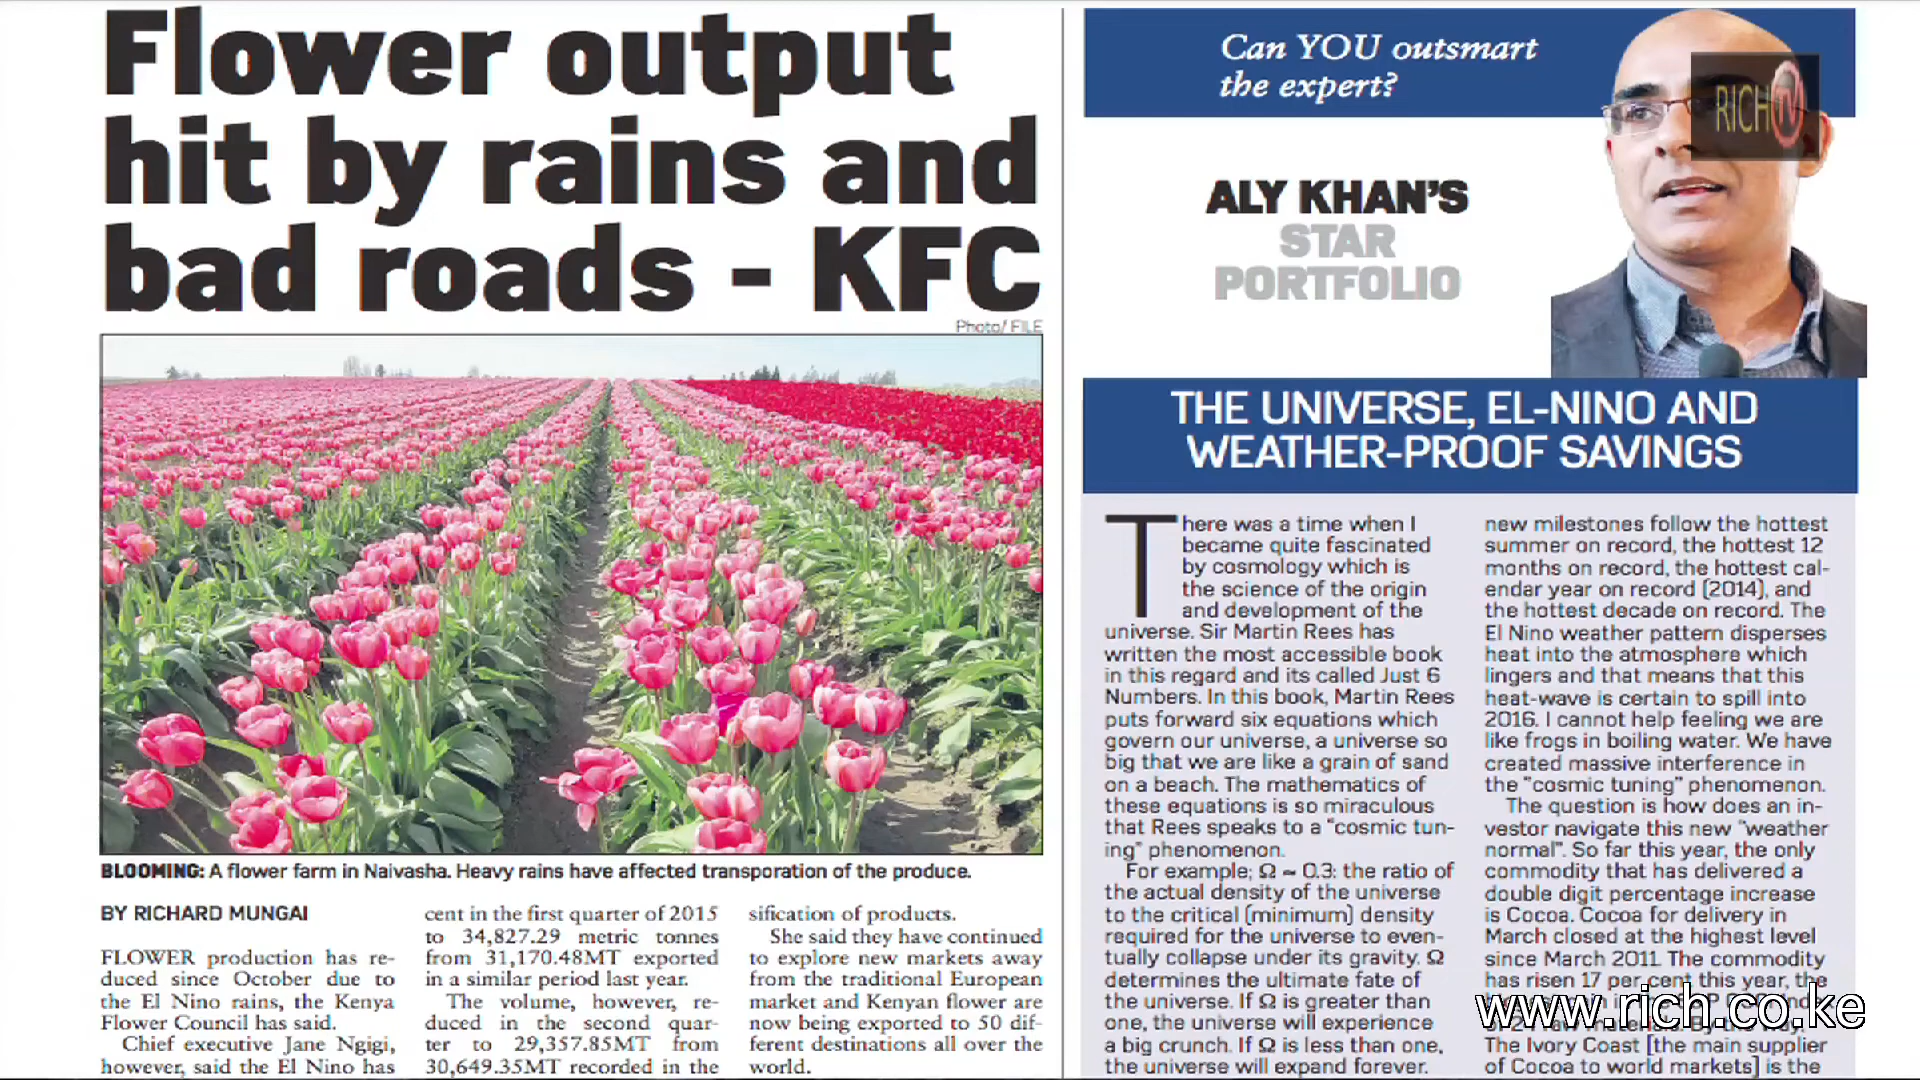 Flower output
hit by rains and
bad roads - KFC
Photo/ FILE
BLOOMING: A flower farm in Naivasha. Heavy rains have affected transporation of the produce.
BY RICHARD MUNGAI
FLOWER production has re-
duced since October due to
the El Nino rains, the Kenya
Flower Council has said.
Chief executive Jane Ngigi,
however, said the El Nino has
cent in the first quarter of 2015
to 34,827.29 metric tonnes
from 31,170.48MT exported
in a similar period last year.
The volume, however, re-
duced in the second quar-
ter to 29,357.85MT from
30,649.35MT recorded in the
sification of products.
She said they have continued
to explore new markets away
from the traditional European
market and Kenyan flower are
now being exported to 50 dif-
ferent destinations all over the
world.
Can YOU outsmart
the expert?
RICH TV
ALY KHAN'S
STAR
PORTFOLIO
THE UNIVERSE, EL-NINO AND
WEATHER-PROOF SAVINGS
There was a time when I
became quite fascinated
by cosmology which is
the science of the origin
and development of the
universe. Sir Martin Rees has
written the most accessible book
in this regard and its called Just 6
Numbers. In this book, Martin Rees
puts forward six equations which
govern our universe, a universe so
big that we are like a grain of sand
on a beach. The mathematics of
these equations is so miraculous
that Rees speaks to a "cosmic tun-
ing" phenomenon.
For example; Ω ~ 0.3: the ratio of
the actual density of the universe
to the critical (minimum) density
required for the universe to even-
tually collapse under its gravity. Ω
determines the ultimate fate of
the universe. If Ω is greater than
one, the universe will experience
a big crunch. If Ω is less than one,
the universe will expand forever.
new milestones follow the hottest
summer on record, the hottest 12
months on record, the hottest cal-
endar year on record (2014), and
the hottest decade on record. The
El Nino weather pattern disperses
heat into the atmosphere which
lingers and that means that this
heat-wave is certain to spill into
2016. I cannot help feeling we are
like frogs in boiling water. We have
created massive interference in
the "cosmic tuning" phenomenon.
The question is how does an in-
vestor navigate this new "weather
normal". So far this year, the only
commodity that has delivered a
double digit percentage increase
is Cocoa. Cocoa for delivery in
March closed at the highest level
since March 2011. The commodity
has risen 17 per cent this year, the
www.rich.co.ke
The Ivory Coast [the main supplier
of Cocoa to world markets] is the